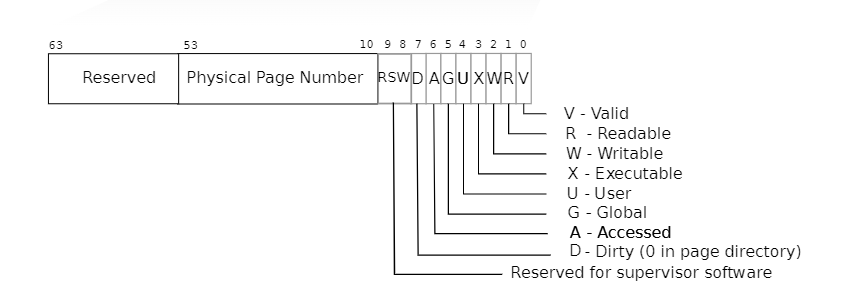 63 53 10 9 8 7 6 5 4 3 2 1 0
Reserved Physical Page Number RSW D A G U X W R V
V - Valid
R - Readable
W - Writable
X - Executable
U - User
G - Global
A - Accessed
D - Dirty (0 in page directory)
Reserved for supervisor software